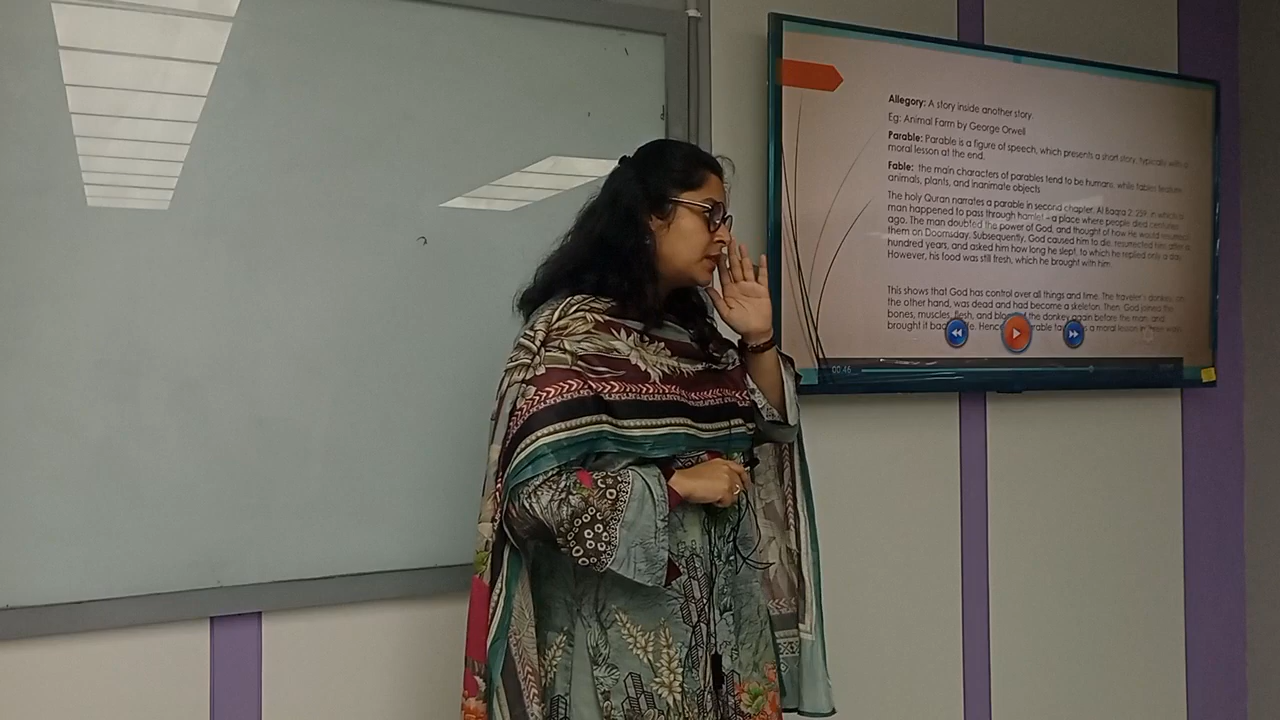 Allegory: A story inside another story.
Eg: Animal Farm by George Orwell
Parable: Parable is a figure of speech, which presents a short story, typically with a
moral lesson at the end.
Fable: the main characters of parables tend to be humans, while fables feature
animals, plants, and inanimate objects
The holy Quran narrates a parable in second chapter, Al Baqra 2: 259, in which a
man happened to pass through hamlet – a place where people died centuries
ago. The man doubted the power of God, and thought of how He would resurrect
them on Doomsday. Subsequently, God caused him to die, resurrected him after a
hundred years, and asked him how long he slept, to which he replied only a day.
However, his food was still fresh, which he brought with him.
This shows that God has control over all things and time. The traveler's donkey, on
the other hand, was dead and had become a skeleton. Then, God joined the
bones, muscles, flesh, and the donkey again before the man, and
brought it a moral lesson in
00:46